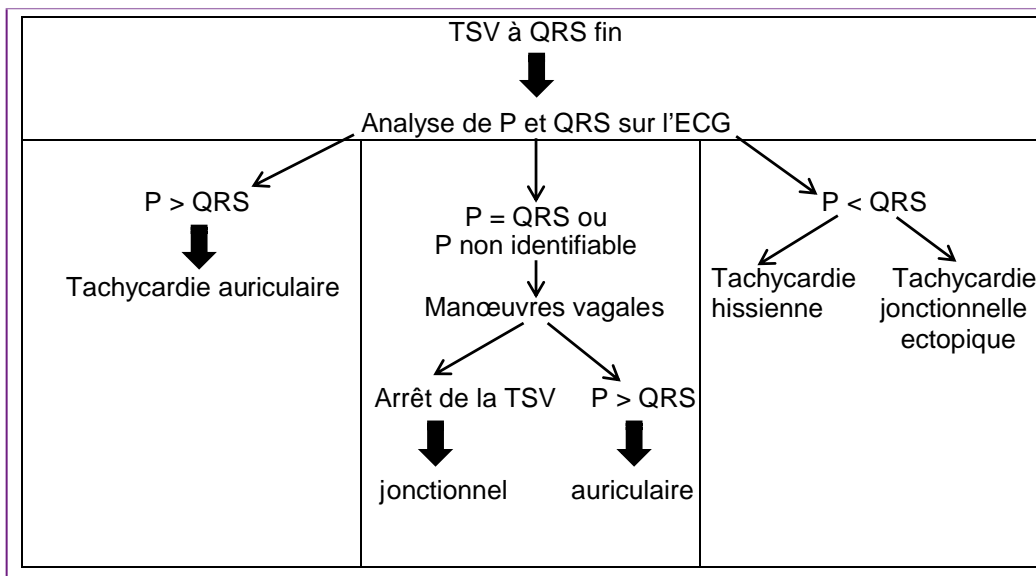 TSV à QRS fin
Analyse de P et QRS sur l'ECG
P > QRS
Tachycardie auriculaire
P = QRS ou
P non identifiable
Manœuvres vagales
Arrêt de la TSV
P > QRS
jonctionnel
auriculaire
P < QRS
Tachycardie
hissienne
Tachycardie
jonctionnelle
ectopique